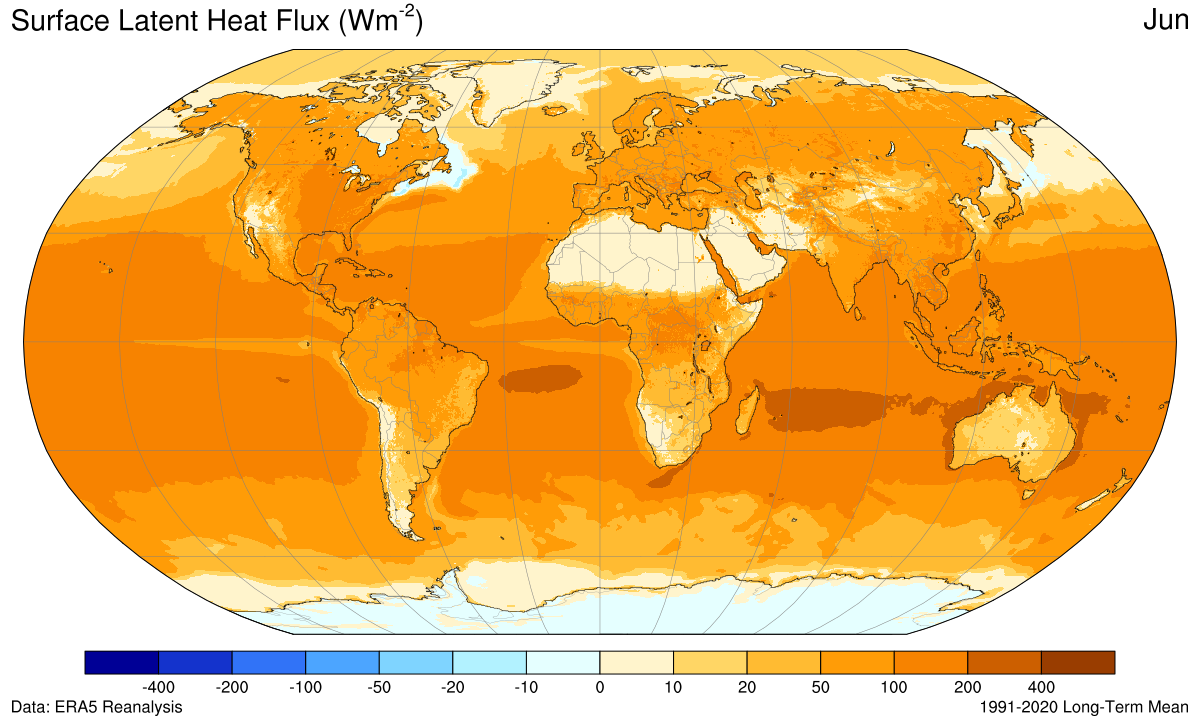 Surface Latent Heat Flux (Wm-2) Jun
-400 -200 -100 -50 -20 -10 0 10 20 50 100 200 400
Data: ERA5 Reanalysis 1991-2020 Long-Term Mean